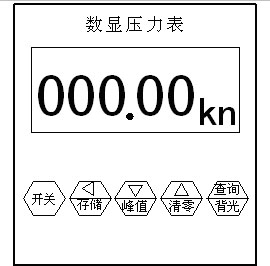 数显压力表
000.00kn
开关 存储 峰值 清零 查询
背光